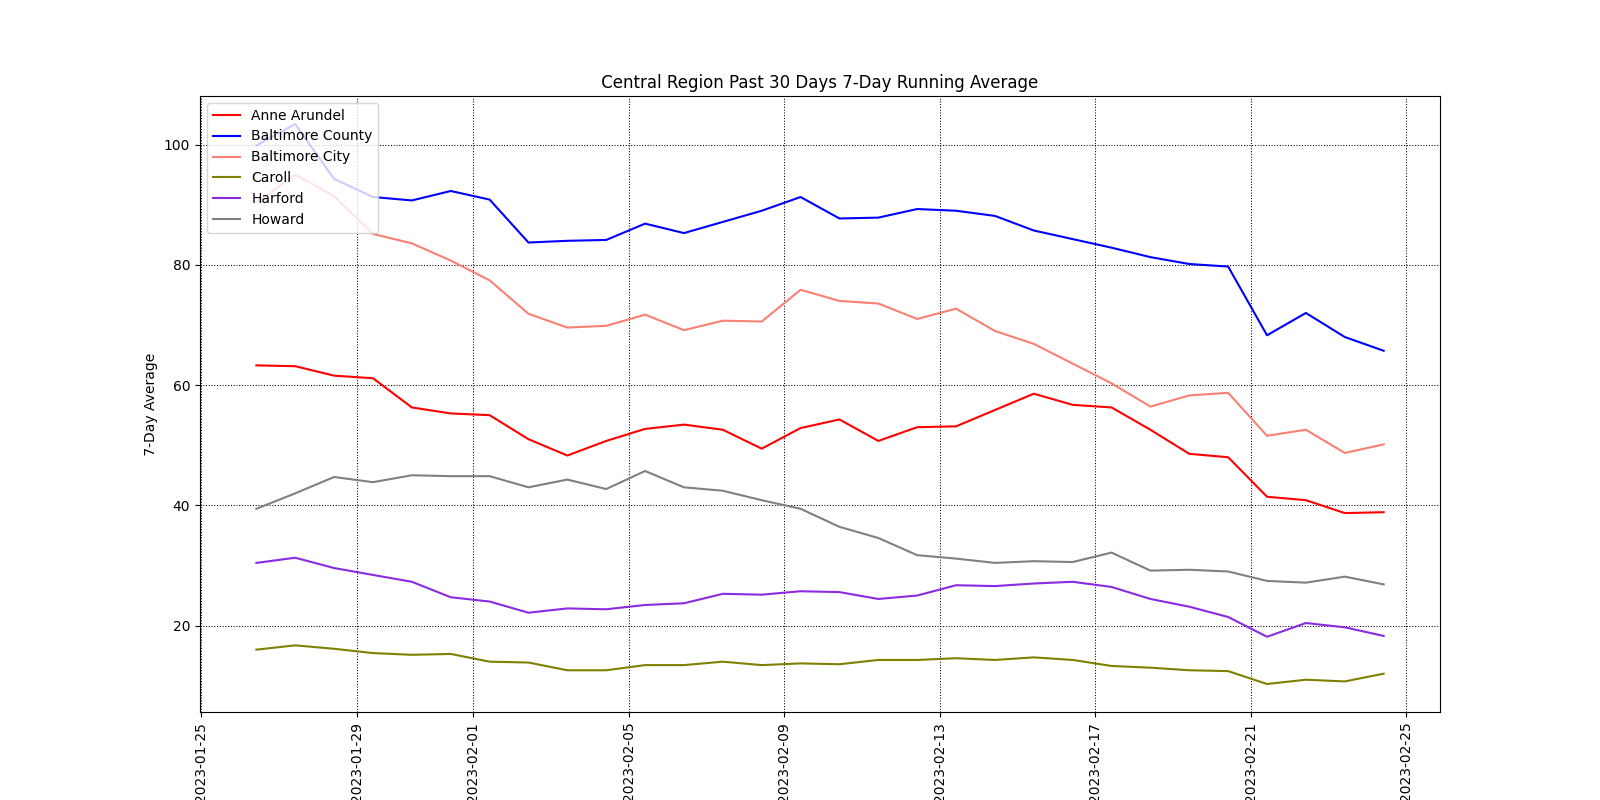 Central Region Past 30 Days 7-Day Running Average
Anne Arundel
Baltimore County
Baltimore City
Caroll
Harford
Howard
7-Day Average
100
80
60
40
20
2023-01-25
2023-01-29
2023-02-01
2023-02-05
2023-02-09
2023-02-13
2023-02-17
2023-02-21
2023-02-25